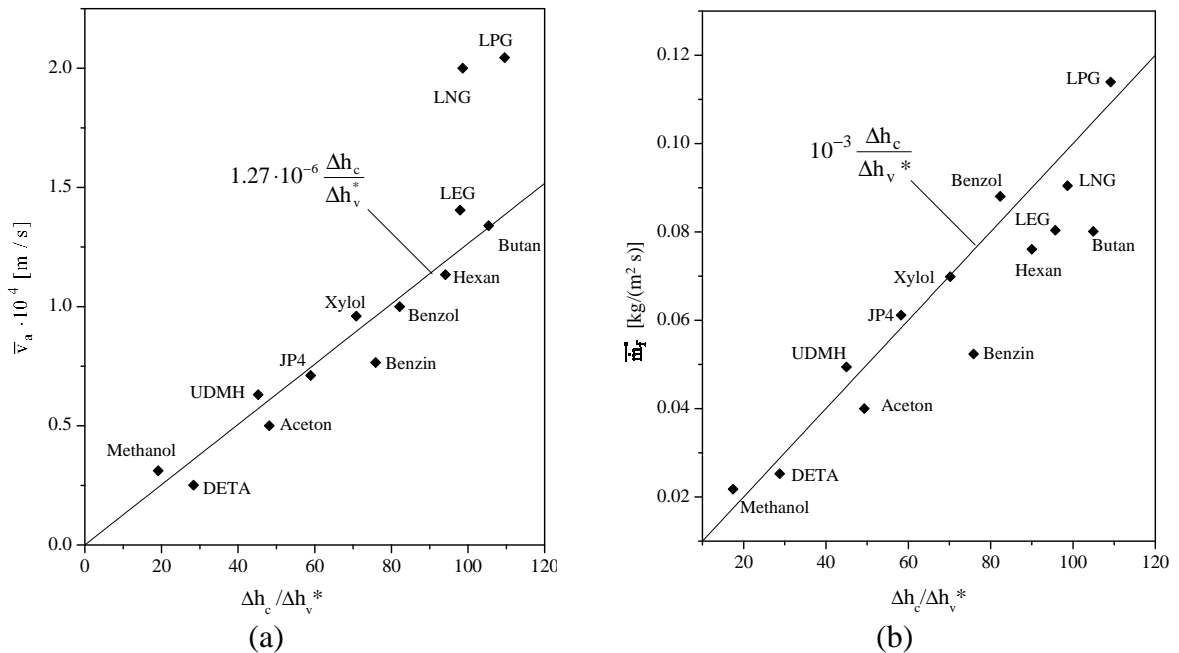 LPG
2.0
LNG
1.27·10⁻⁶ Δh_c / Δh_v^*
1.5
LEG
Butan
Hexan
Xylol
1.0
Benzol
JP4
Benzin
UDMH
0.5
Aceton
Methanol
DETA
0.0
0 20 40 60 80 100 120
v̄_a · 10⁴ [m / s]
Δh_c /Δh_v*
(a)
0.12
LPG
10⁻³ Δh_c / Δh_v *
0.10
Benzol
LNG
LEG
0.08
Butan
Hexan
Xylol
JP4
0.06
UDMH
Benzin
0.04
Aceton
DETA
0.02
Methanol
20 40 60 80 100 120
[kg/(m² s)]
Δh_c/Δh_v*
(b)